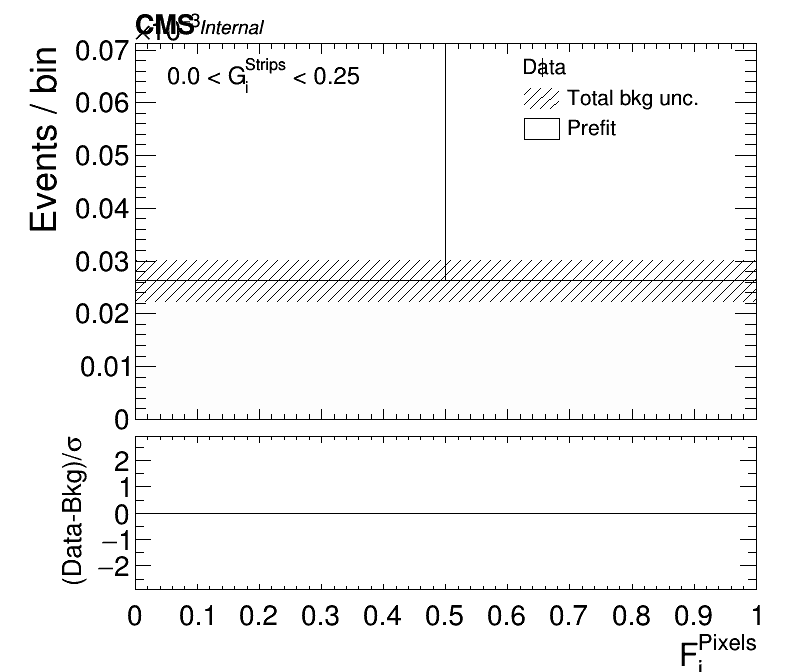 CMS Internal
×10⁻³
0.0 < G_i^Strips < 0.25
Data
Total bkg unc.
Prefit
Events / bin
0.07
0.06
0.05
0.04
0.03
0.02
0.01
0
(Data-Bkg)/σ
2
1
0
−1
−2
0 0.1 0.2 0.3 0.4 0.5 0.6 0.7 0.8 0.9 1
F_i^Pixels